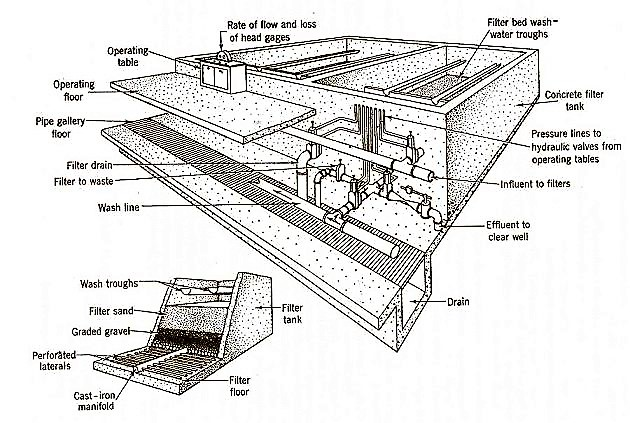 Rate of flow and loss
of head gages
Filter bed wash-
water troughs
Operating
table
Operating
floor
Concrete filter
tank
Pipe gallery
floor
Pressure lines to
hydraulic valves from
operating tables
Filter drain
Filter to waste
Influent to filters
Wash line
Effluent to
clear well
Wash troughs
Filter sand
Filter
tank
Drain
Graded gravel
Perforated
laterals
Filter
floor
Cast-iron
manifold